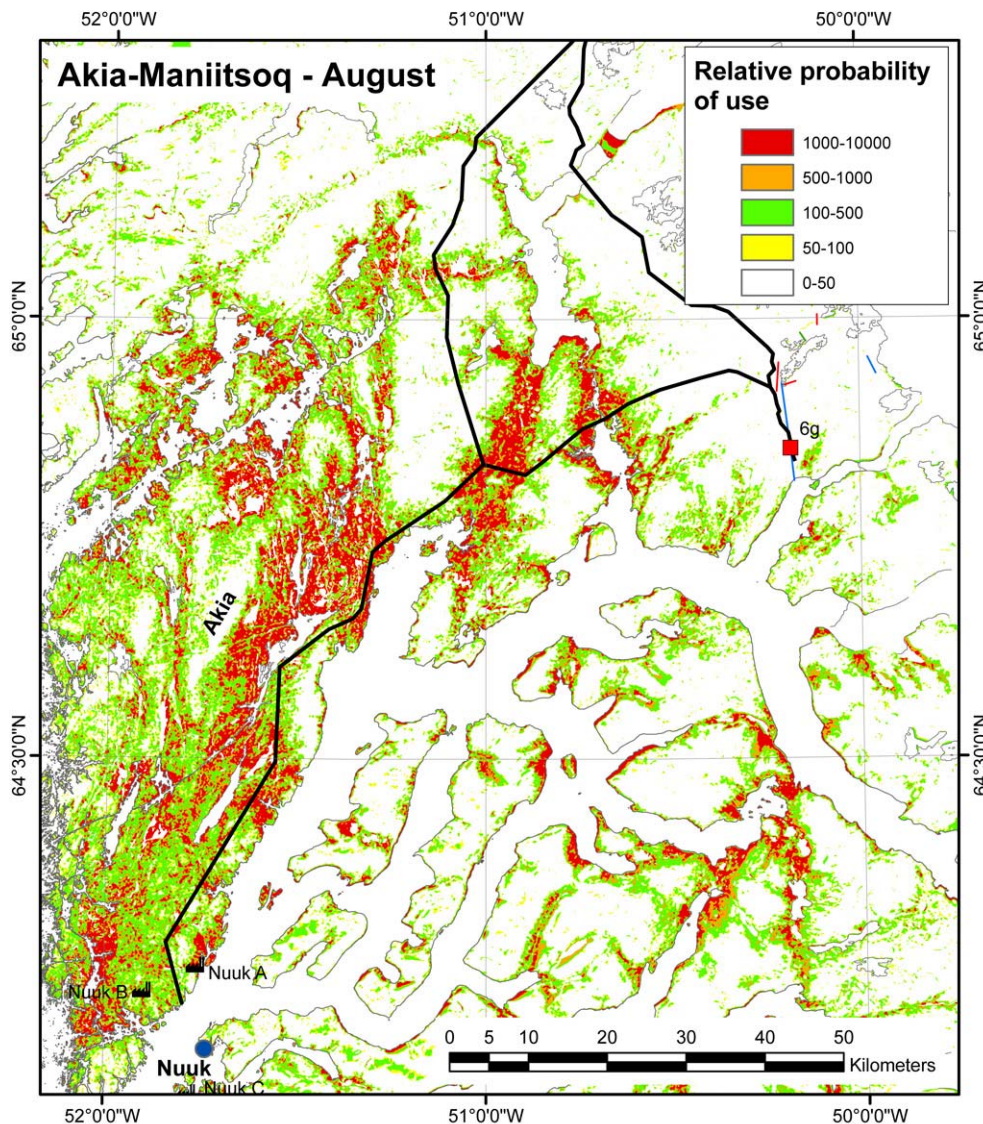 52°0'0"W
51°0'0"W
50°0'0"W
Akia-Maniitsoq - August
Relative probability
of use
1000-10000
500-1000
100-500
50-100
0-50
65°0'0"N
65°0'0"N
6g
Akia
64°30'0"N
64°30'0"N
Nuuk A
Nuuk B
Nuuk
Nuuk C
0 5 10 20 30 40 50
Kilometers
52°0'0"W
51°0'0"W
50°0'0"W